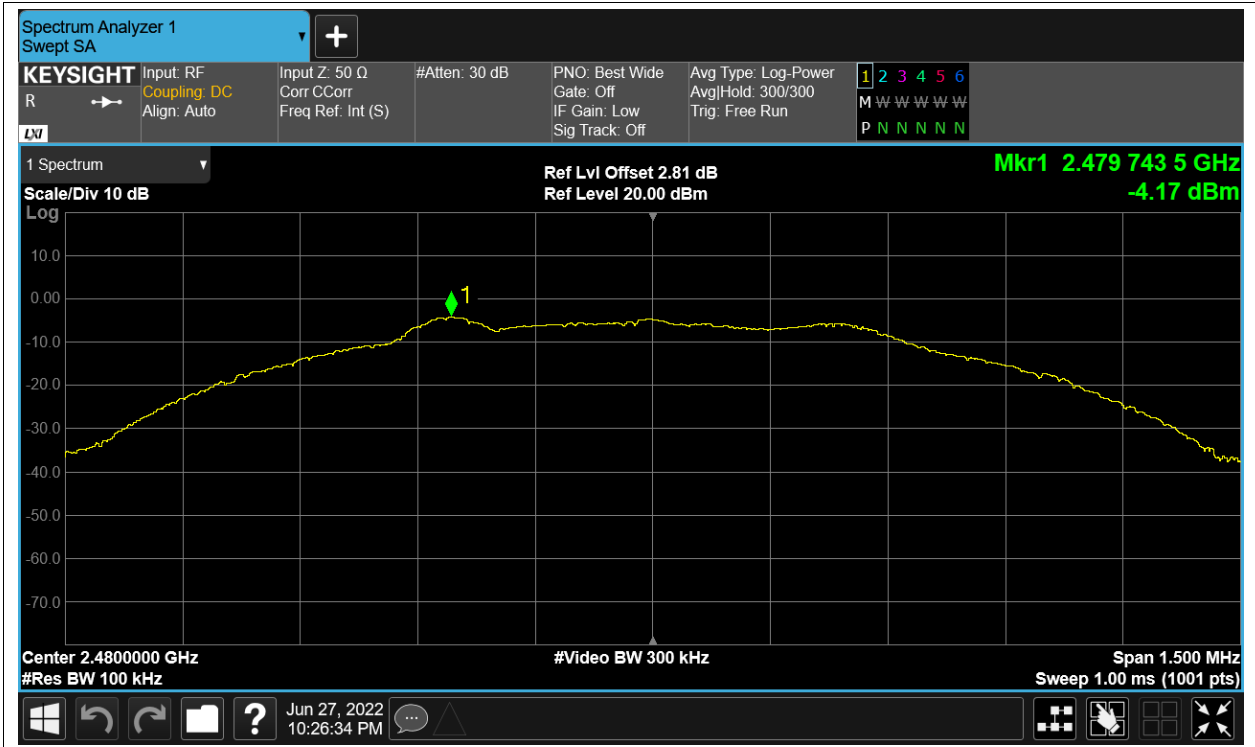 Spectrum Analyzer 1
Swept SA
+
KEYSIGHT
R
LXI
Input: RF
Coupling: DC
Align: Auto
Input Z: 50 Ω
Corr CCorr
Freq Ref: Int (S)
#Atten: 30 dB
PNO: Best Wide
Gate: Off
IF Gain: Low
Sig Track: Off
Avg Type: Log-Power
Avg|Hold: 300/300
Trig: Free Run
1 2 3 4 5 6
M W W W W W
P N N N N N
1 Spectrum
Scale/Div 10 dB
Log
Ref Lvl Offset 2.81 dB
Ref Level 20.00 dBm
Mkr1 2.479 743 5 GHz
-4.17 dBm
10.0
0.00
-10.0
-20.0
-30.0
-40.0
-50.0
-60.0
-70.0
1
Center 2.4800000 GHz
#Res BW 100 kHz
#Video BW 300 kHz
Span 1.500 MHz
Sweep 1.00 ms (1001 pts)
?
Jun 27, 2022
10:26:34 PM